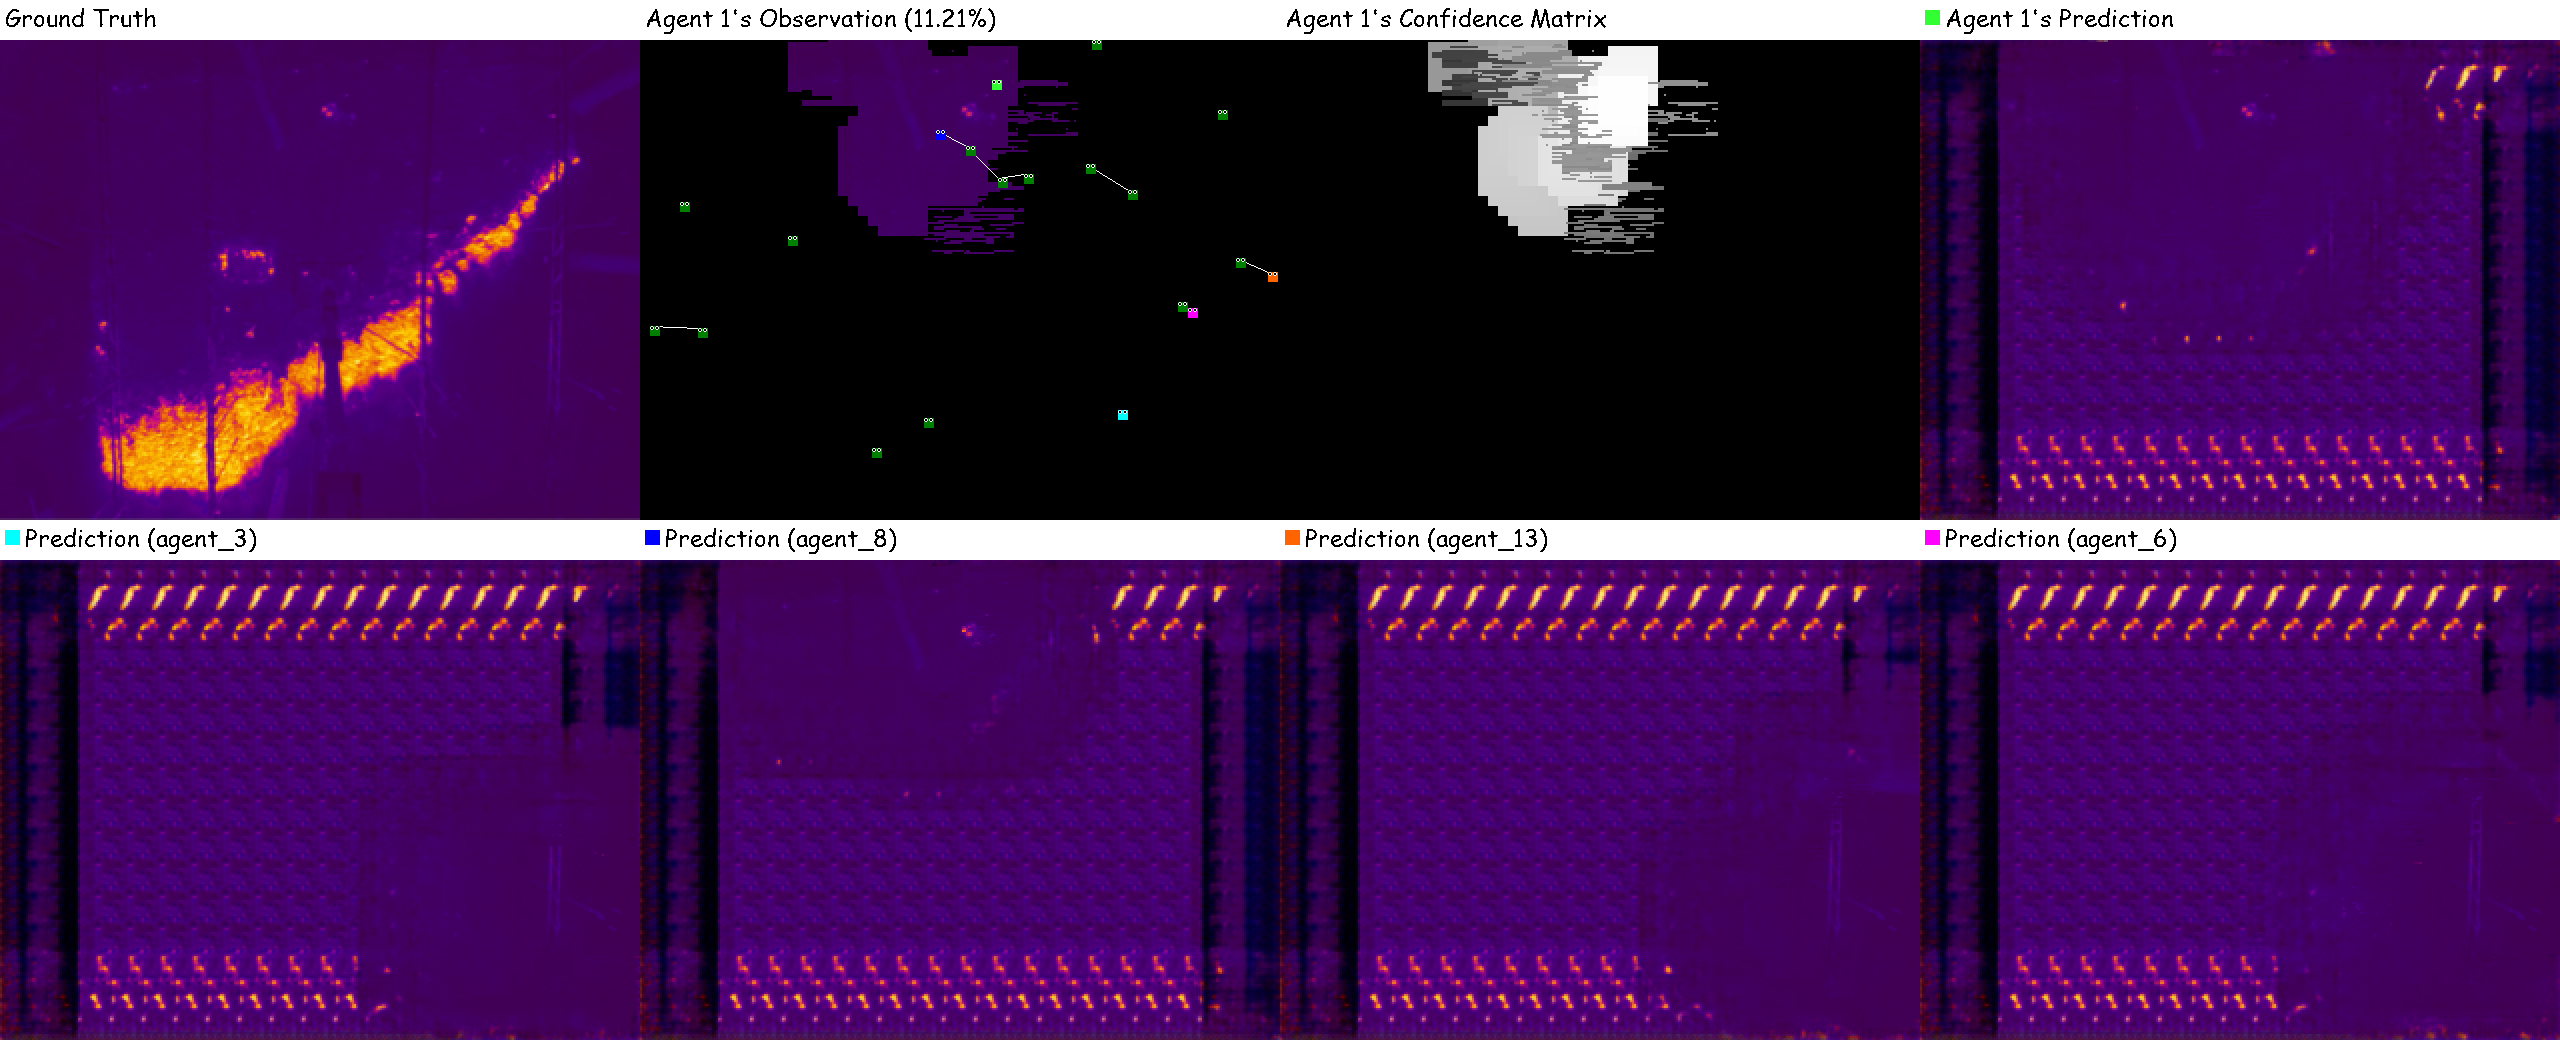 Ground Truth
Agent 1's Observation (11.21%)
Agent 1's Confidence Matrix
Agent 1's Prediction
Prediction (agent_3)
Prediction (agent_8)
Prediction (agent_13)
Prediction (agent_6)